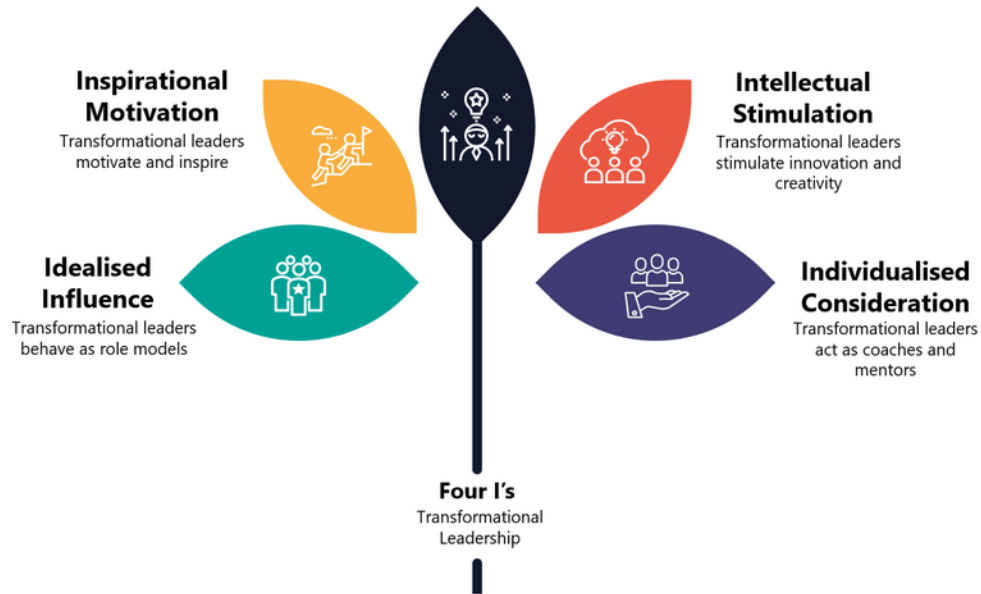 Inspirational
Motivation
Transformational leaders
motivate and inspire
Intellectual
Stimulation
Transformational leaders
stimulate innovation and
creativity
Idealised
Influence
Transformational leaders
behave as role models
Individualised
Consideration
Transformational leaders
act as coaches and
mentors
Four I's
Transformational
Leadership